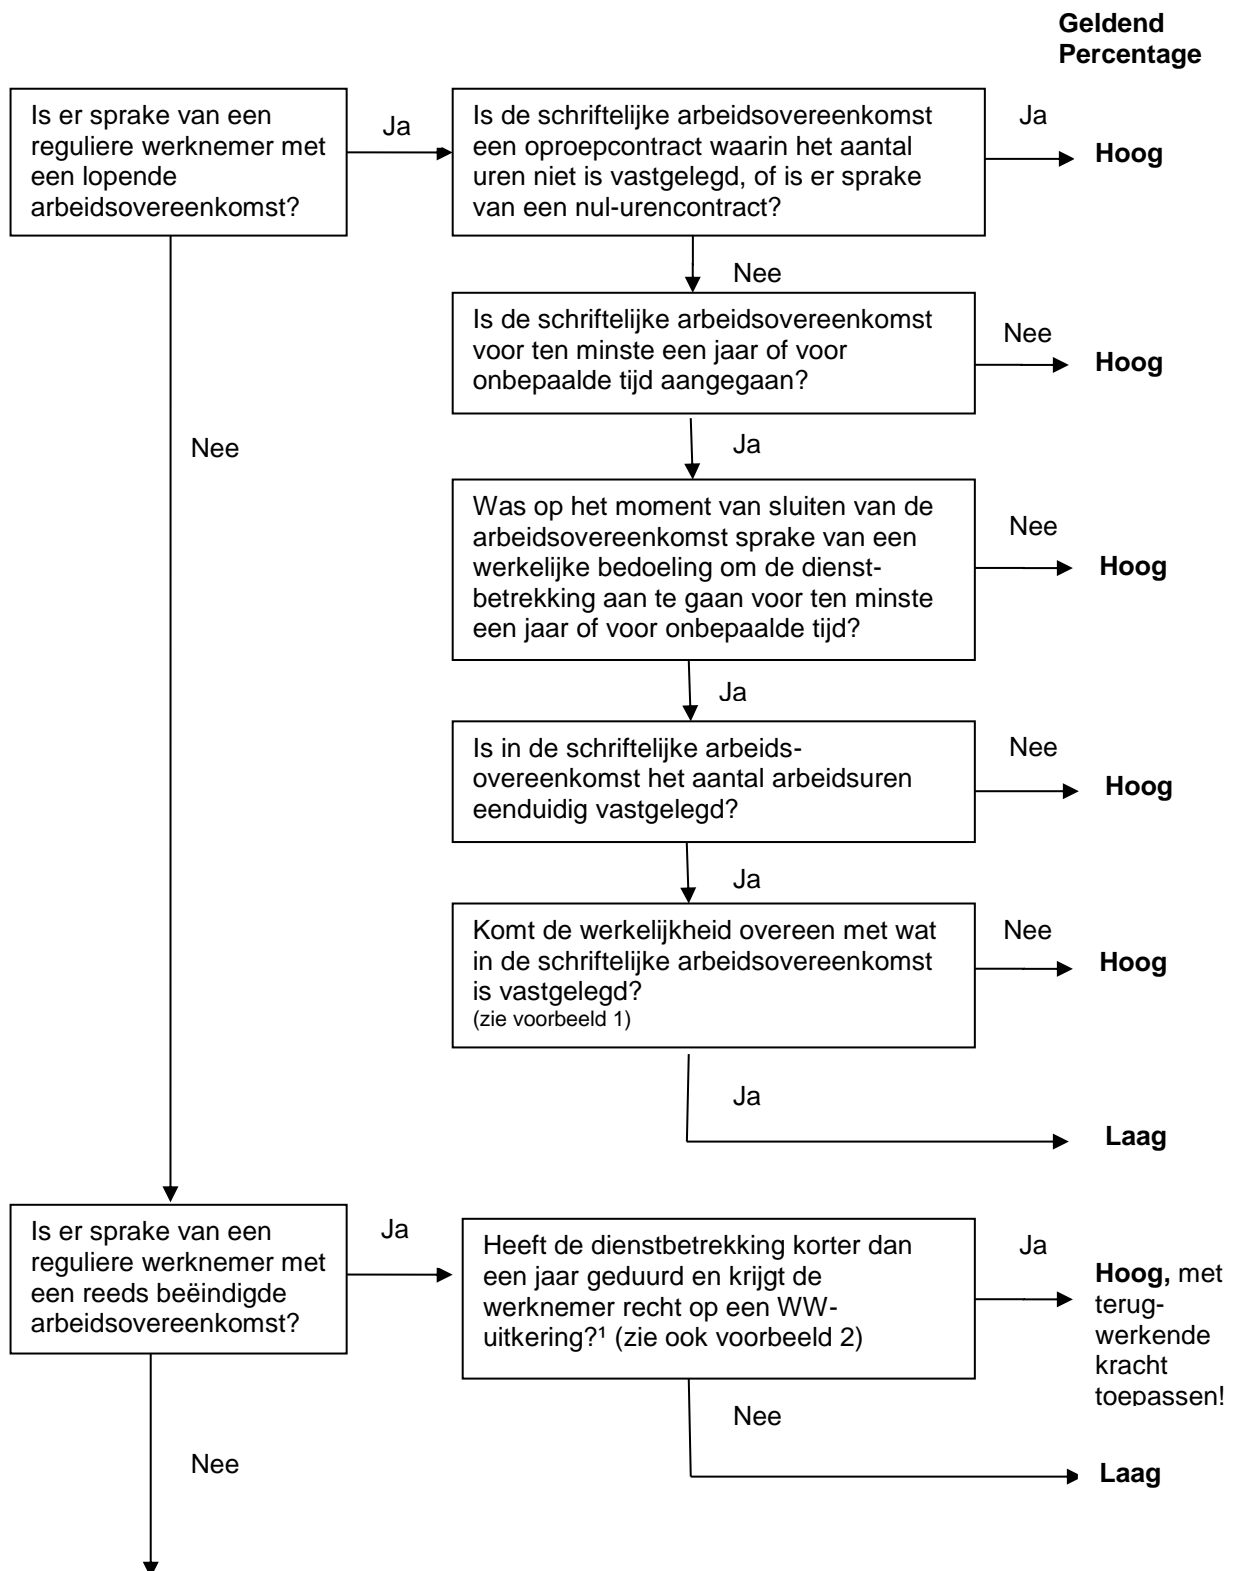 Geldend
Percentage
Is er sprake van een
reguliere werknemer met
een lopende
arbeidsovereenkomst?
Ja
Is de schriftelijke arbeidsovereenkomst
een oproepcontract waarin het aantal
uren niet is vastgelegd, of is er sprake
van een nul-urencontract?
Ja
Hoog
Nee
Is de schriftelijke arbeidsovereenkomst
voor ten minste een jaar of voor
onbepaalde tijd aangegaan?
Nee
Hoog
Nee
Ja
Was op het moment van sluiten van de
arbeidsovereenkomst sprake van een
werkelijke bedoeling om de dienst-
betrekking aan te gaan voor ten minste
een jaar of voor onbepaalde tijd?
Nee
Hoog
Ja
Is in de schriftelijke arbeids-
overeenkomst het aantal arbeidsuren
eenduidig vastgelegd?
Nee
Hoog
Ja
Komt de werkelijkheid overeen met wat
in de schriftelijke arbeidsovereenkomst
is vastgelegd?
(zie voorbeeld 1)
Nee
Hoog
Ja
Laag
Is er sprake van een
reguliere werknemer met
een reeds beëindigde
arbeidsovereenkomst?
Ja
Heeft de dienstbetrekking korter dan
een jaar geduurd en krijgt de
werknemer recht op een WW-
uitkering?¹ (zie ook voorbeeld 2)
Ja
Hoog, met
terug-
werkende
kracht
toepassen!
Nee
Nee
Laag